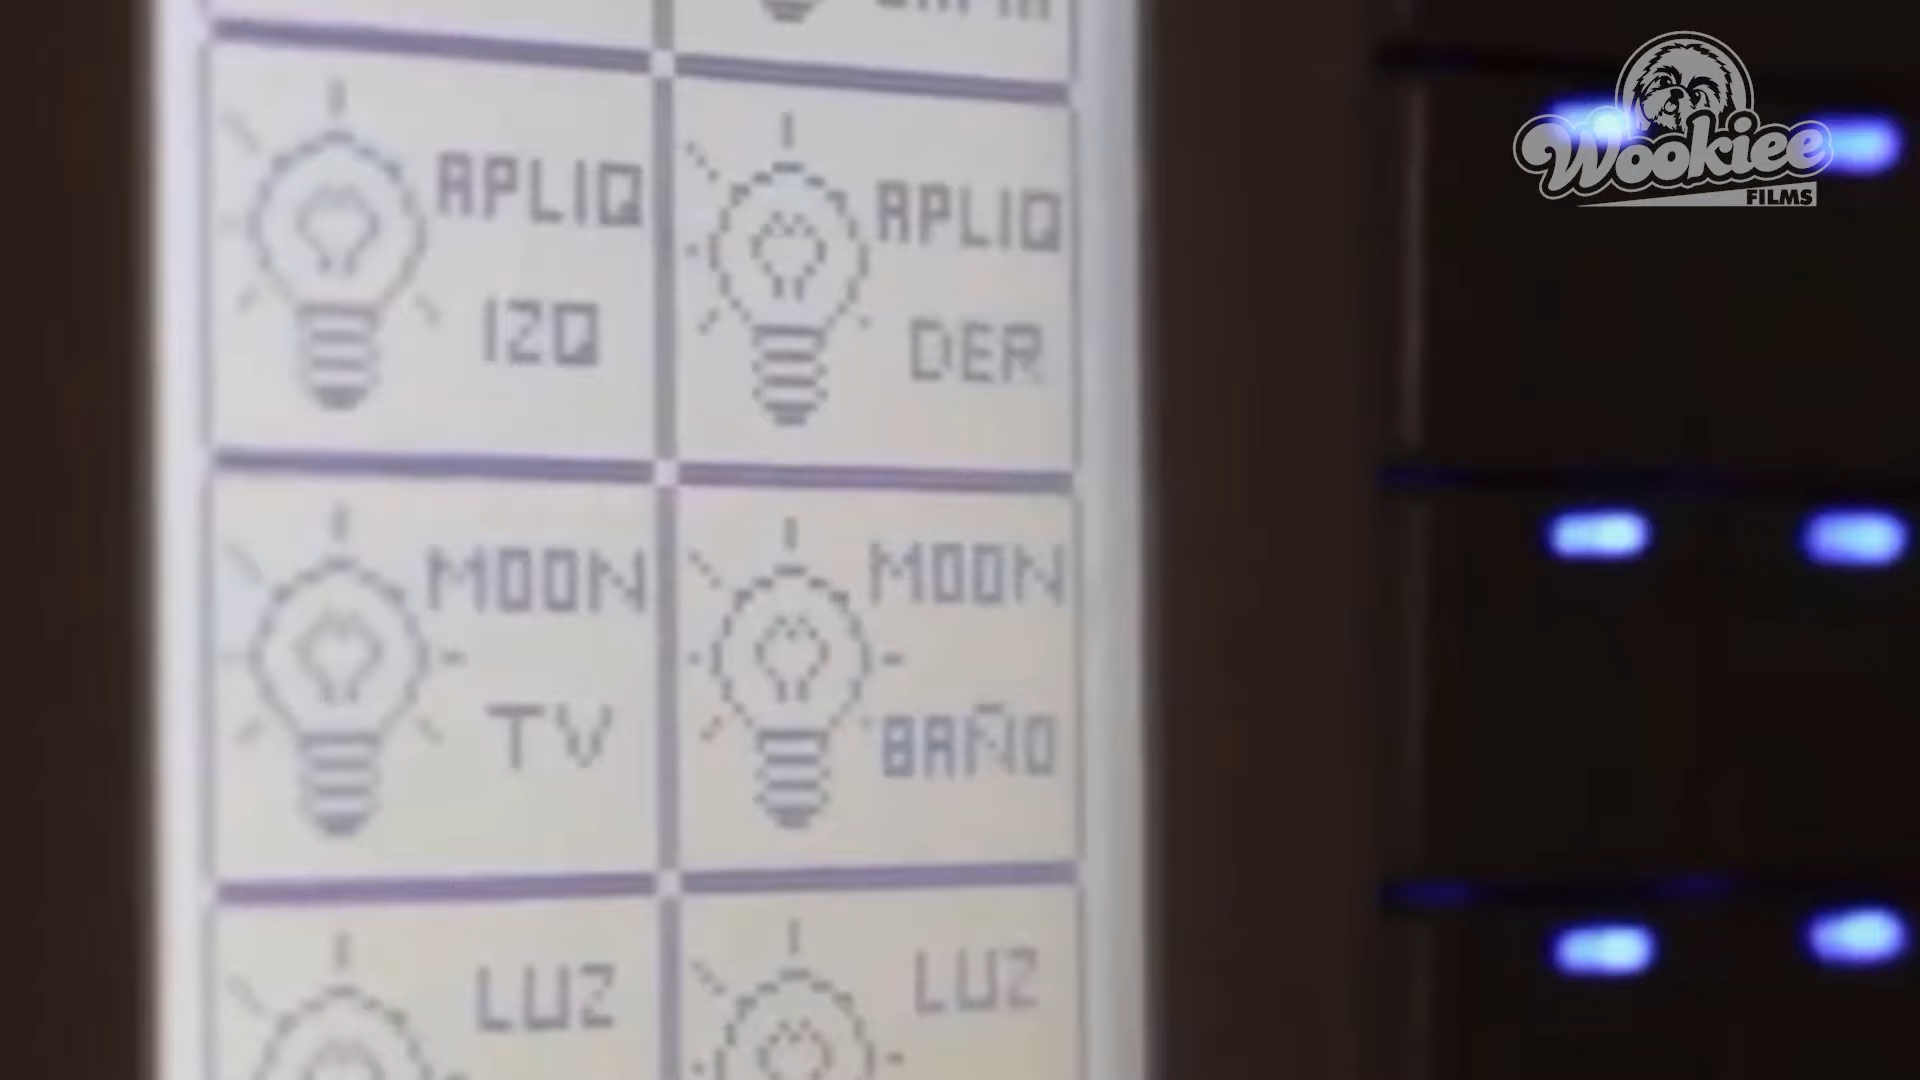 APLIQ
IZQ
APLIQ
DER
MOON
TV
MOON
BAÑO
LUZ
LUZ
Wookiee
FILMS